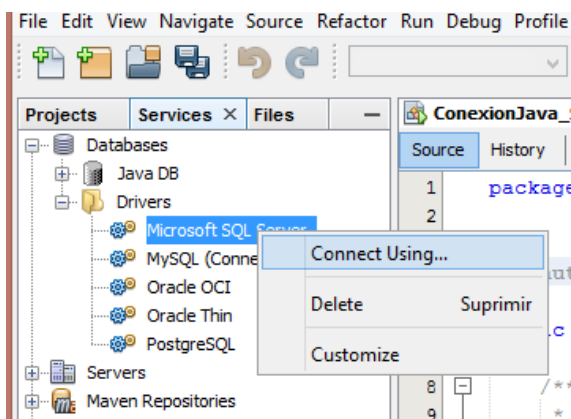 File Edit View Navigate Source Refactor Run Debug Profile
Projects Services × Files
Databases
Java DB
Drivers
Microsoft SQL Server
MySQL (Conne
Oracle OCI
Oracle Thin
PostgreSQL
Servers
Maven Repositories
Connect Using...
Delete Suprimir
Customize
ConexionJava_
Source History
1 package
2
aut
c
8 /**
9 *